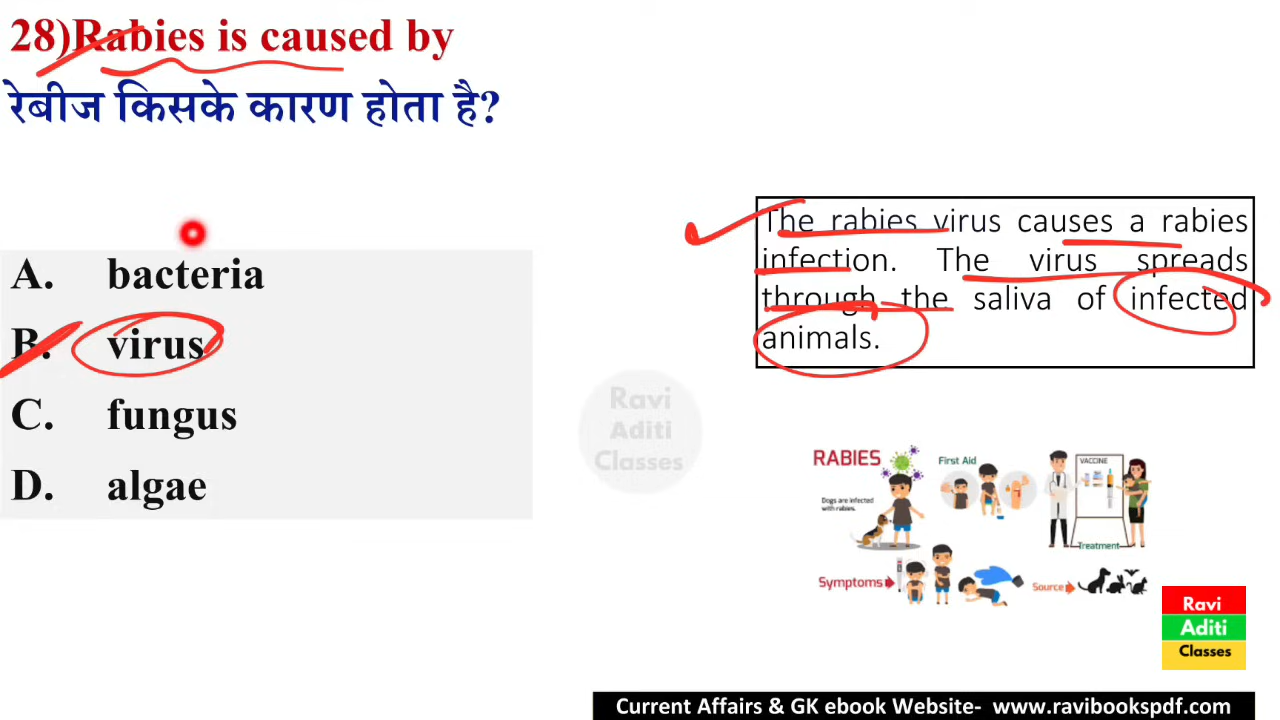 28)Rabies is caused by
रेबीज किसके कारण होता है?
A. bacteria
B. virus
C. fungus
D. algae
The rabies virus causes a rabies
infection. The virus spreads
through the saliva of infected
animals.
Ravi
Aditi
Classes
RABIES
Dogs are infected
with rabies.
First Aid
VACCINE
Treatment
Symptoms
Source
Ravi
Aditi
Classes
Current Affairs & GK ebook Website- www.ravibookspdf.com